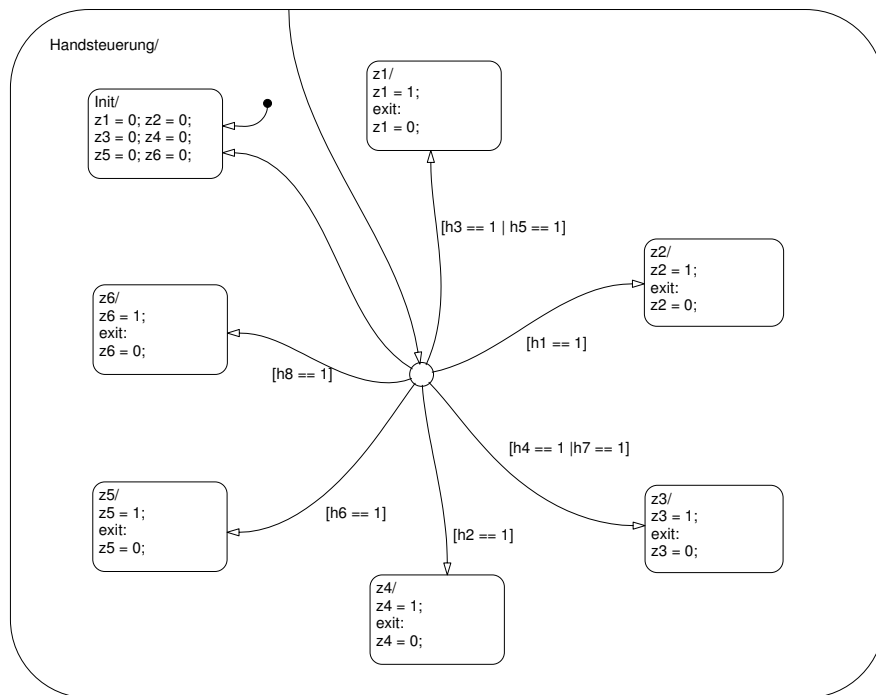 Handsteuerung/
Init/
z1 = 0; z2 = 0;
z3 = 0; z4 = 0;
z5 = 0; z6 = 0;
z1/
z1 = 1;
exit:
z1 = 0;
[h3 == 1 | h5 == 1]
z2/
z2 = 1;
exit:
z2 = 0;
[h1 == 1]
z6/
z6 = 1;
exit:
z6 = 0;
[h8 == 1]
[h4 == 1 |h7 == 1]
z5/
z5 = 1;
exit:
z5 = 0;
[h6 == 1]
[h2 == 1]
z3/
z3 = 1;
exit:
z3 = 0;
z4/
z4 = 1;
exit:
z4 = 0;